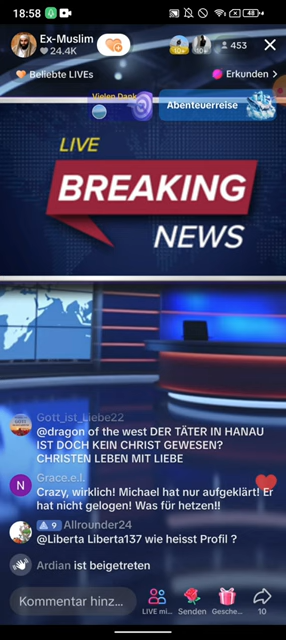 18:58
48
Ex-Muslim
24.4K
10+
10+
453
Beliebte LIVEs
Erkunden
Vielen Dank
Abenteuerreise
LIVE
BREAKING
NEWS
Gott_ist_Liebe22
@dragon of the west DER TÄTER IN HANAU
IST DOCH KEIN CHRIST GEWESEN?
CHRISTEN LEBEN MIT LIEBE
N
Grace.e.l.
Crazy, wirklich! Michael hat nur aufgeklärt! Er
hat nicht gelogen! Was für hetzen!!
9 Allrounder24
@Liberta Liberta137 wie heisst Profil ?
Ardian ist beigetreten
Kommentar hinz...
LIVE mi...
Senden
Gesche...
10